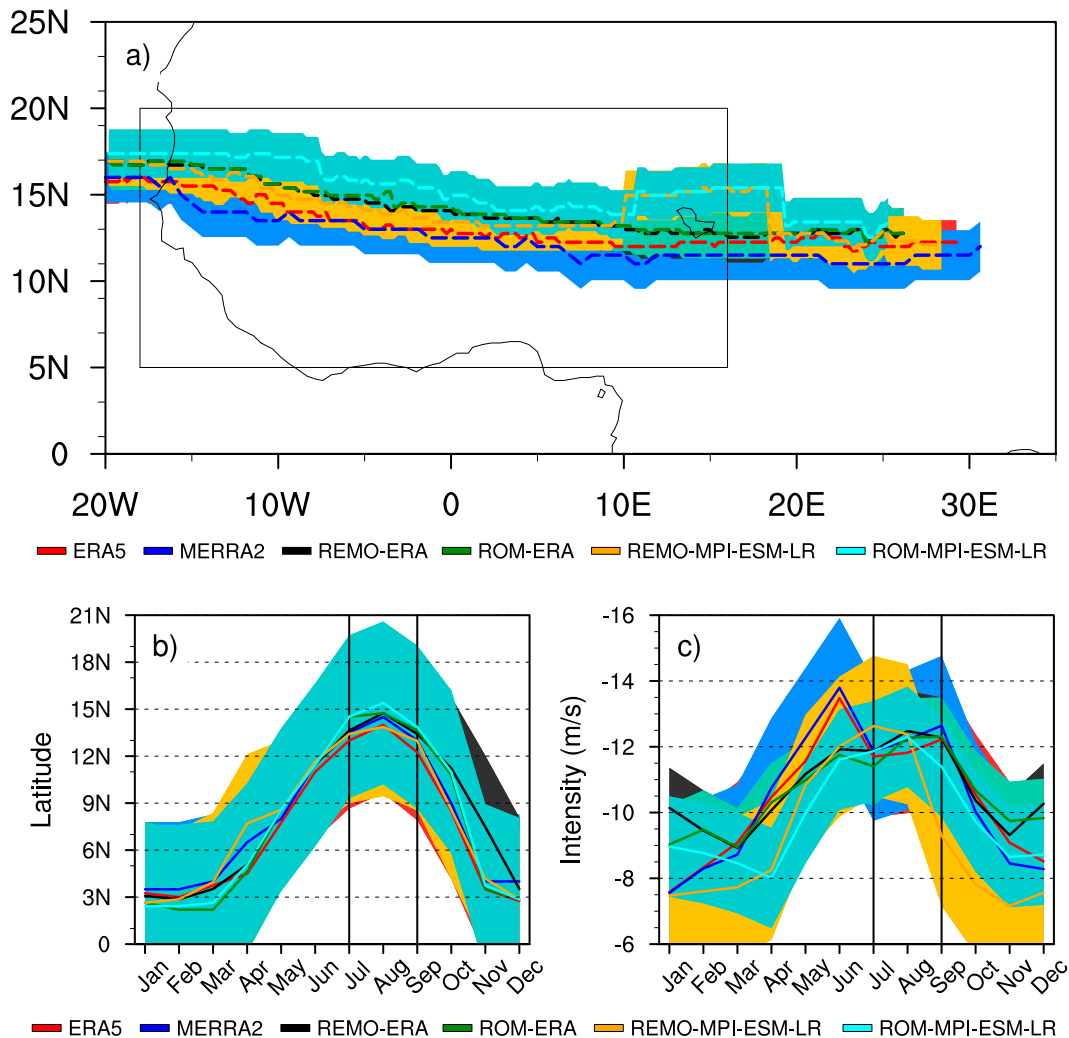 25N
a)
20N
15N
10N
5N
0
20W 10W 0 10E 20E 30E
ERA5 MERRA2 REMO-ERA ROM-ERA REMO-MPI-ESM-LR ROM-MPI-ESM-LR
21N
b)
18N
15N
12N
9N
6N
3N
0
Latitude
Jan Feb Mar Apr May Jun Jul Aug Sep Oct Nov Dec
-16
c)
-14
-12
-10
-8
-6
Intensity (m/s)
Jan Feb Mar Apr May Jun Jul Aug Sep Oct Nov Dec
ERA5 MERRA2 REMO-ERA ROM-ERA REMO-MPI-ESM-LR ROM-MPI-ESM-LR